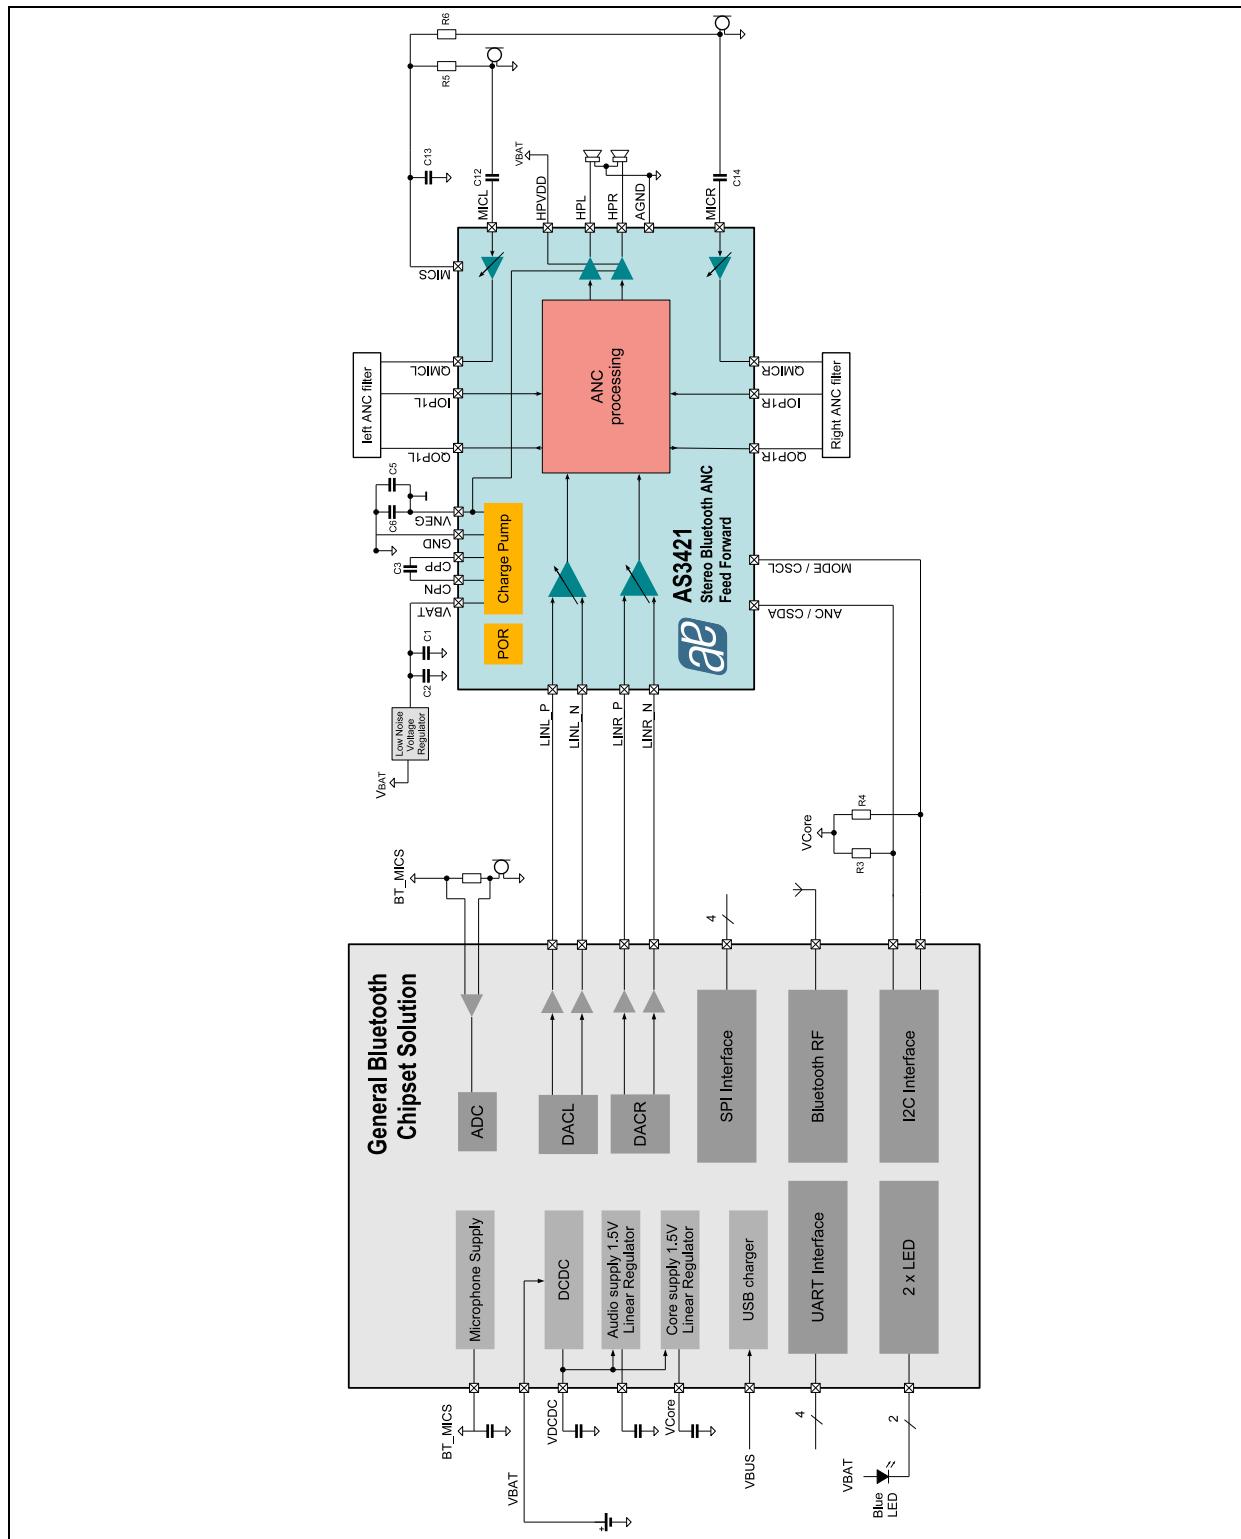 R6
R5
C13
C12
C14
VBAT
MICL
HPVDD
HPL
HPR
AGND
MICR
MICS
QMICL
IOP1L
QOP1L
left ANC filter
ANC
processing
QMICR
IOP1R
QOP1R
Right ANC filter
C5
C6
VNEG
GND
CPP
C3
CPN
VBAT
Charge Pump
POR
C1
C2
Low Noise
Voltage
Regulator
VBAT
AS3421
Stereo Bluetooth ANC
Feed Forward
MODE / CSCL
ANC / CSDA
LINL_P
LINL_N
LINR_P
LINR_N
VCore
R4
R3
BT_MICS
4
General Bluetooth
Chipset Solution
ADC
DACL
DACR
SPI Interface
Bluetooth RF
I2C Interface
Microphone Supply
DCDC
Audio supply 1.5V
Linear Regulator
Core supply 1.5V
Linear Regulator
USB charger
UART Interface
2 x LED
BT_MICS
VBAT
VDCDC
VCore
VBUS
4
2
VBAT
Blue
LED
+